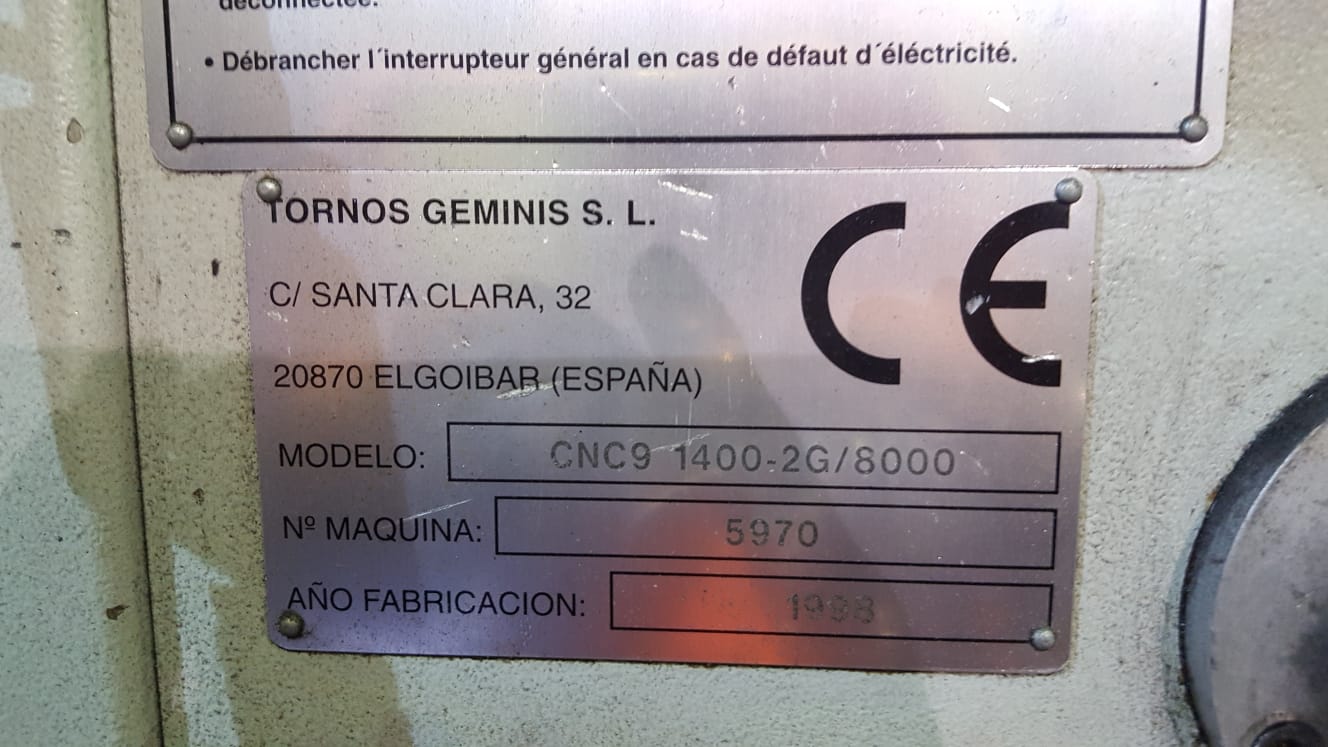 déconnectée.
• Débrancher l´interrupteur général en cas de défaut d´éléctricité.
TORNOS GEMINIS S. L.
CE
C/ SANTA CLARA, 32
20870 ELGOIBAR (ESPAÑA)
MODELO: CNC9 1400-2G/8000
Nº MAQUINA: 5970
AÑO FABRICACION: 1998